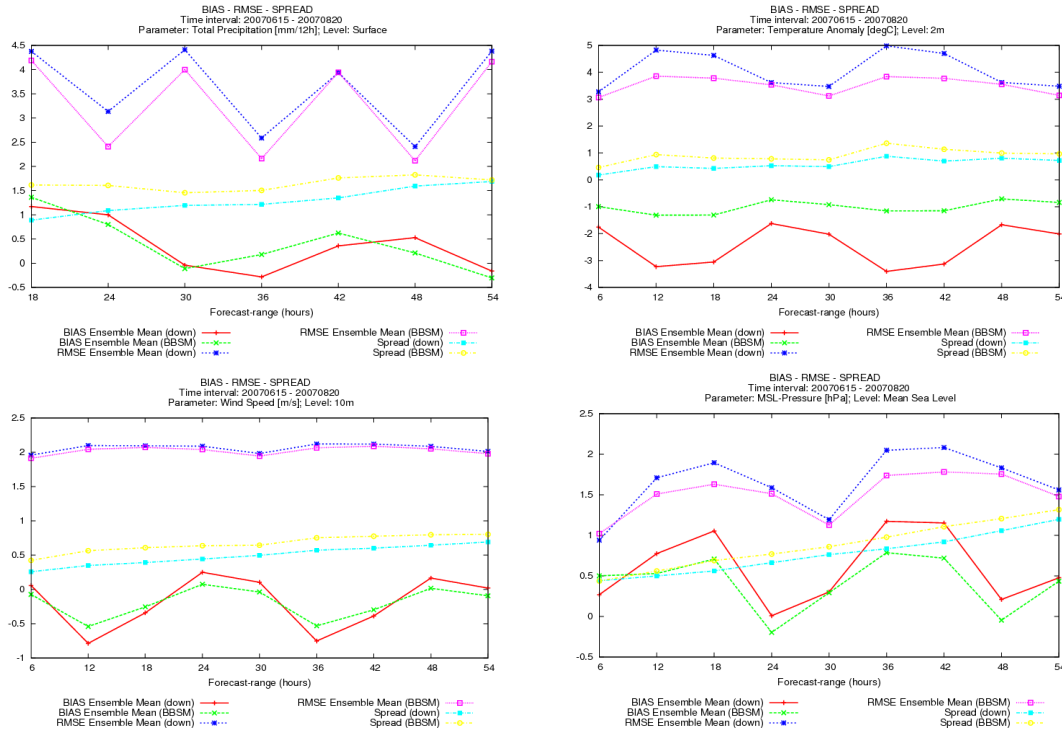 BIAS - RMSE - SPREAD
Time interval: 20070615 - 20070820
Parameter: Total Precipitation [mm/12h]; Level: Surface
4.5
4
3.5
3
2.5
2
1.5
1
0.5
0
-0.5
18 24 30 36 42 48 54
Forecast-range (hours)
BIAS Ensemble Mean (down)
BIAS Ensemble Mean (BBSM)
RMSE Ensemble Mean (down)
RMSE Ensemble Mean (BBSM)
Spread (down)
Spread (BBSM)
BIAS - RMSE - SPREAD
Time interval: 20070615 - 20070820
Parameter: Temperature Anomaly [degC]; Level: 2m
5
4
3
2
1
0
-1
-2
-3
-4
6 12 18 24 30 36 42 48 54
Forecast-range (hours)
BIAS Ensemble Mean (down)
BIAS Ensemble Mean (BBSM)
RMSE Ensemble Mean (down)
RMSE Ensemble Mean (BBSM)
Spread (down)
Spread (BBSM)
BIAS - RMSE - SPREAD
Time interval: 20070615 - 20070820
Parameter: Wind Speed [m/s]; Level: 10m
2.5
2
1.5
1
0.5
0
-0.5
-1
6 12 18 24 30 36 42 48 54
Forecast-range (hours)
BIAS Ensemble Mean (down)
BIAS Ensemble Mean (BBSM)
RMSE Ensemble Mean (down)
RMSE Ensemble Mean (BBSM)
Spread (down)
Spread (BBSM)
BIAS - RMSE - SPREAD
Time interval: 20070615 - 20070820
Parameter: MSL-Pressure [hPa]; Level: Mean Sea Level
2.5
2
1.5
1
0.5
0
-0.5
6 12 18 24 30 36 42 48 54
Forecast-range (hours)
BIAS Ensemble Mean (down)
BIAS Ensemble Mean (BBSM)
RMSE Ensemble Mean (down)
RMSE Ensemble Mean (BBSM)
Spread (down)
Spread (BBSM)